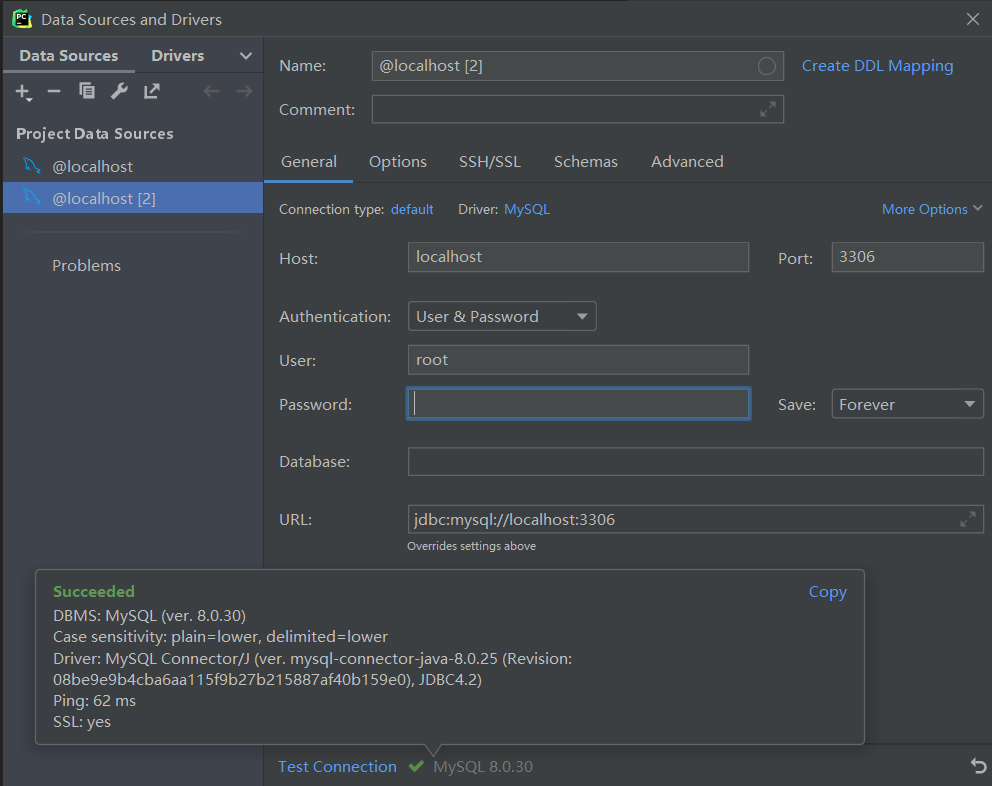 PC
Data Sources and Drivers
Data Sources Drivers
Project Data Sources
@localhost
@localhost [2]
Problems
Name: @localhost [2] Create DDL Mapping
Comment:
General Options SSH/SSL Schemas Advanced
Connection type: default Driver: MySQL More Options
Host: localhost Port: 3306
Authentication: User & Password
User: root
Password: Save: Forever
Database:
URL: jdbc:mysql://localhost:3306
Overrides settings above
Succeeded Copy
DBMS: MySQL (ver. 8.0.30)
Case sensitivity: plain=lower, delimited=lower
Driver: MySQL Connector/J (ver. mysql-connector-java-8.0.25 (Revision:
08be9e9b4cba6aa115f9b27b215887af40b159e0), JDBC4.2)
Ping: 62 ms
SSL: yes
Test Connection MySQL 8.0.30